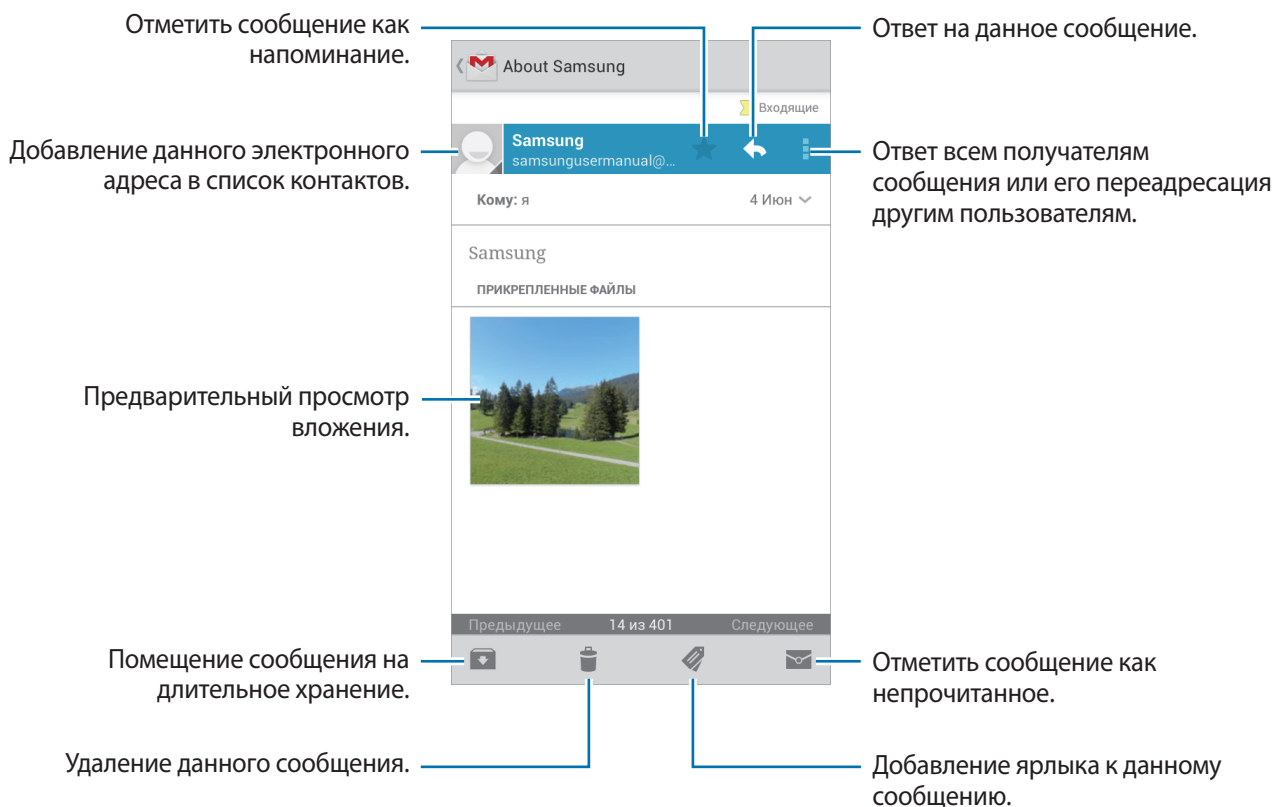 Отметить сообщение как
напоминание.
Ответ на данное сообщение.
About Samsung
Входящие
Добавление данного электронного
адреса в список контактов.
Samsung
samsungusermanual@...
Ответ всем получателям
сообщения или его переадресация
другим пользователям.
Кому: я
4 Июн
Samsung
ПРИКРЕПЛЕННЫЕ ФАЙЛЫ
Предварительный просмотр
вложения.
Предыдущее 14 из 401 Следующее
Помещение сообщения на
длительное хранение.
Отметить сообщение как
непрочитанное.
Удаление данного сообщения.
Добавление ярлыка к данному
сообщению.